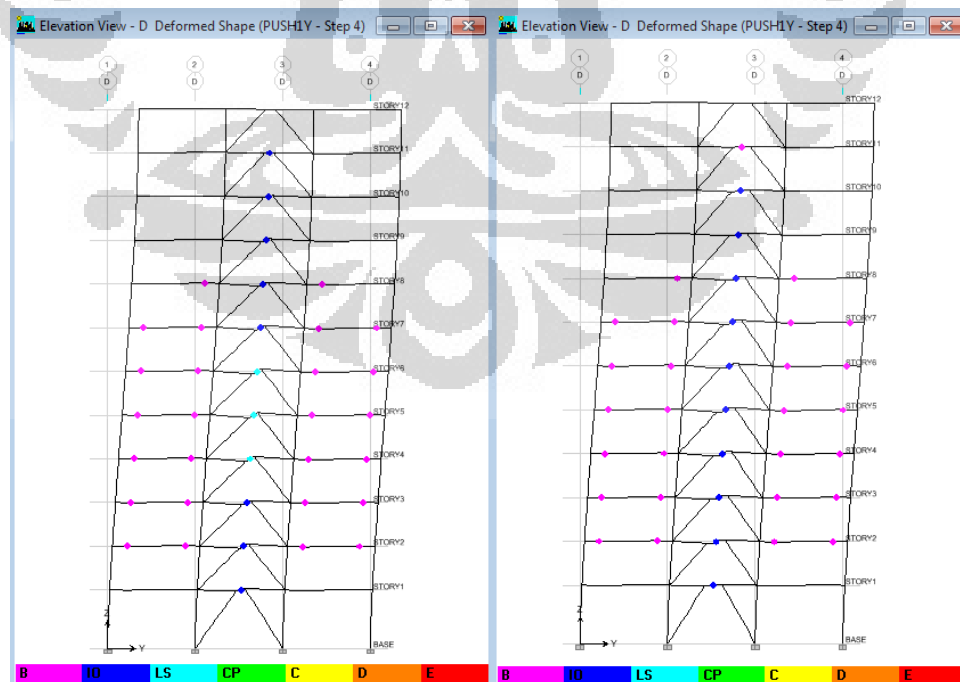 Elevation View - D Deformed Shape (PUSH1Y - Step 4)
1 2 3 4
D D D D
STORY12
STORY11
STORY10
STORY9
STORY8
STORY7
STORY6
STORY5
STORY4
STORY3
STORY2
STORY1
BASE
Z
Y
B IO LS CP C D E
Elevation View - D Deformed Shape (PUSH1Y - Step 4)
1 2 3 4
D D D D
STORY12
STORY11
STORY10
STORY9
STORY8
STORY7
STORY6
STORY5
STORY4
STORY3
STORY2
STORY1
BASE
Z
Y
B IO LS CP C D E